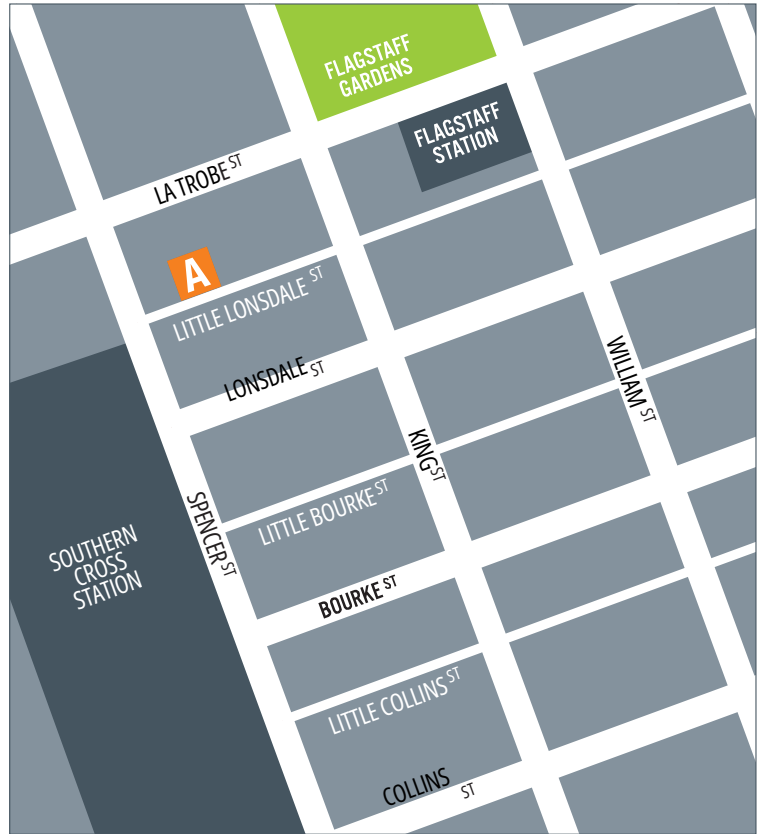 FLAGSTAFF
GARDENS
FLAGSTAFF
STATION
LA TROBE ST
A
LITTLE LONSDALE ST
LONSDALE ST
WILLIAM ST
KING ST
SPENCER ST
LITTLE BOURKE ST
SOUTHERN
CROSS
STATION
BOURKE ST
LITTLE COLLINS ST
COLLINS ST